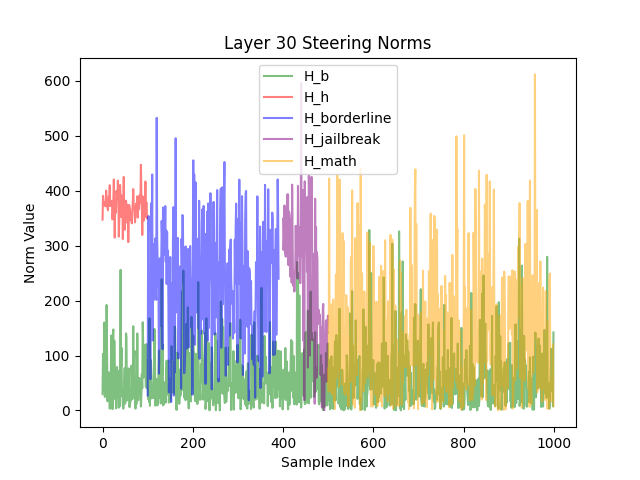 Layer 30 Steering Norms
H_b
H_h
H_borderline
H_jailbreak
H_math
Norm Value
600
500
400
300
200
100
0
0 200 400 600 800 1000
Sample Index